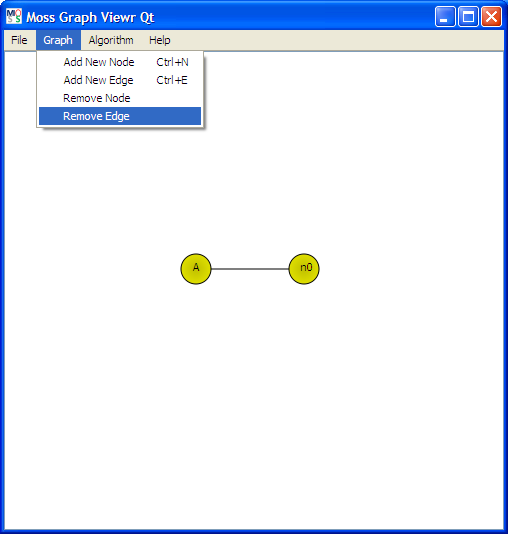 MOSS
Moss Graph Viewr Qt
File Graph Algorithm Help
Add New Node Ctrl+N
Add New Edge Ctrl+E
Remove Node
Remove Edge
A n0